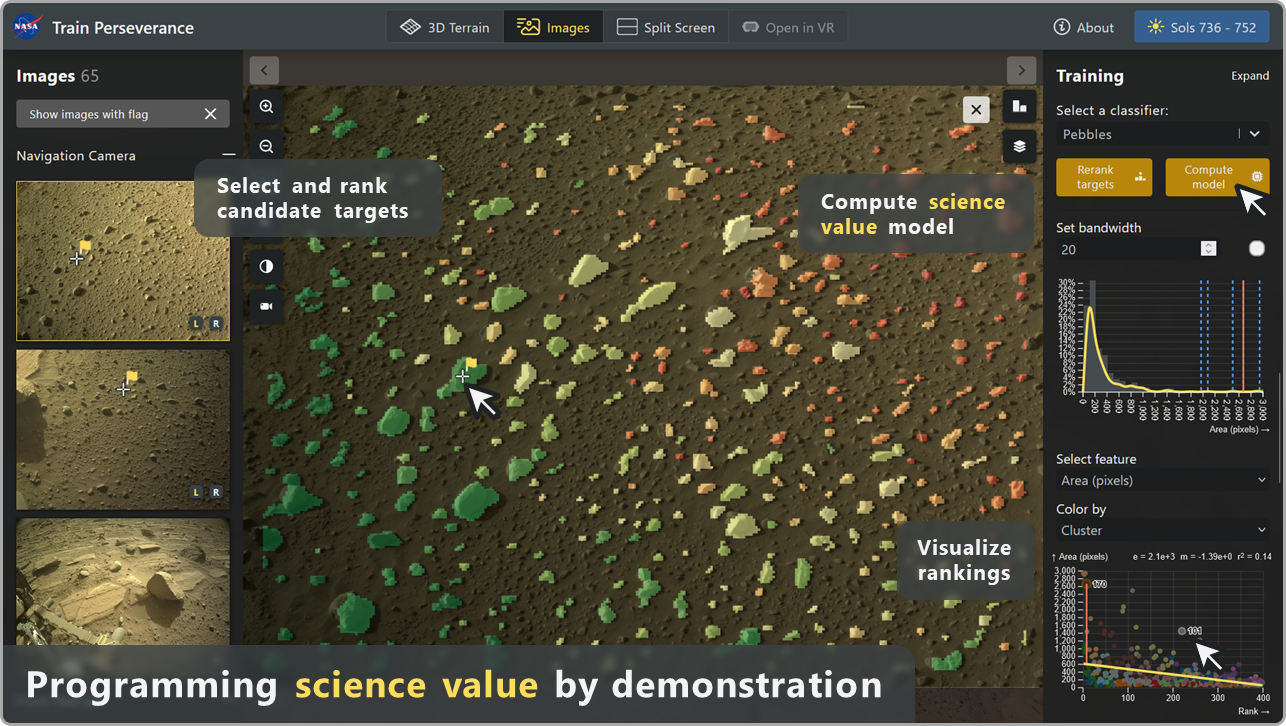 NASA
Train Perseverance
3D Terrain
Images
Split Screen
Open in VR
About
Sols 736 - 752
Images 65
Show images with flag
Navigation Camera
L R
L R
Select and rank
candidate targets
Compute science
value model
Visualize
rankings
Training
Expand
Select a classifier:
Pebbles
Rerank
targets
Compute
model
Set bandwidth
20
30%
28%
26%
24%
22%
20%
18%
16%
14%
12%
10%
8%
6%
4%
2%
0%
0
200
400
600
800
1,000
1,200
1,400
1,600
1,800
2,000
2,200
2,400
2,600
2,800
3,000
Area (pixels) →
Select feature
Area (pixels)
Color by
Cluster
↑ Area (pixels) e = 2.1e+3 m = -1.39e+0 r² = 0.14
3,000
2,800
2,600
2,400
2,200
2,000
1,800
1,600
1,400
1,200
1,000
800
600
400
200
0
170
101
0 100 200 300 400
Rank →
Programming science value by demonstration